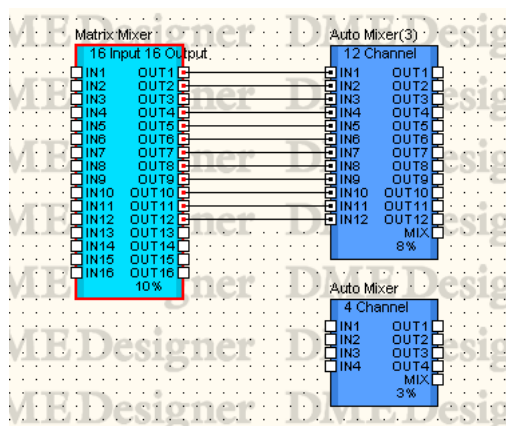 Matrix Mixer
16 Input 16 Output
IN1 OUT1
IN2 OUT2
IN3 OUT3
IN4 OUT4
IN5 OUT5
IN6 OUT6
IN7 OUT7
IN8 OUT8
IN9 OUT9
IN10 OUT10
IN11 OUT11
IN12 OUT12
IN13 OUT13
IN14 OUT14
IN15 OUT15
IN16 OUT16
10%
Auto Mixer(3)
12 Channel
IN1 OUT1
IN2 OUT2
IN3 OUT3
IN4 OUT4
IN5 OUT5
IN6 OUT6
IN7 OUT7
IN8 OUT8
IN9 OUT9
IN10 OUT10
IN11 OUT11
IN12 OUT12
MIX
8%
Auto Mixer
4 Channel
IN1 OUT1
IN2 OUT2
IN3 OUT3
IN4 OUT4
MIX
3%
DME Designer